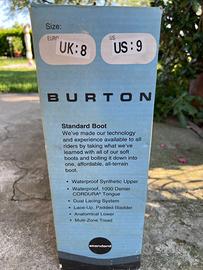 Size:
EURO
UK:8
US
US:9
BURTON
Standard Boot
We've made our technology
and experience available to all
riders by taking what we've
learned with all of our soft
boots and boiling it down into
one, affordable, all-terrain
boot.
• Waterproof Synthetic Upper
• Waterproof, 1000 Denier
CORDURA® Tongue
• Dual Lacing System
• Lace-Up, Padded Bladder
• Anatomical Lower
• Multi-Zone Tread
standard